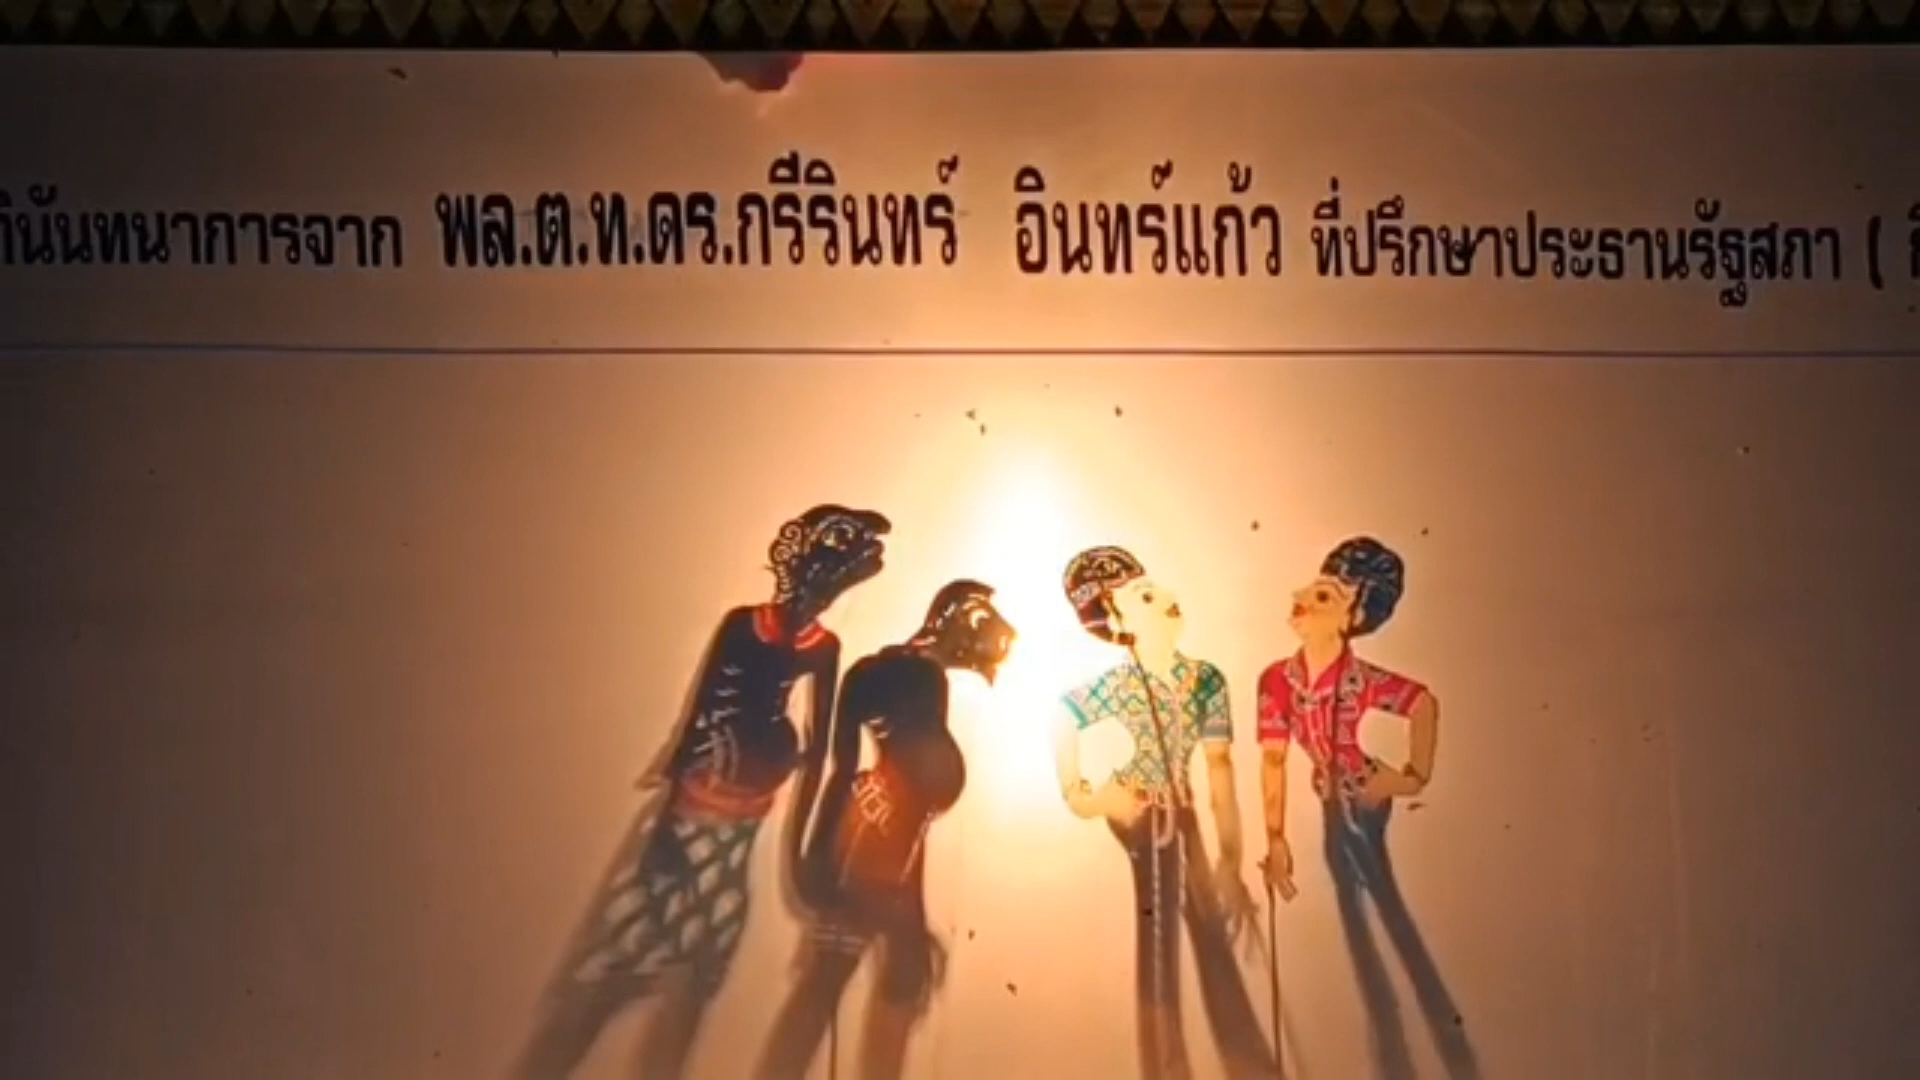 นันทนาการจาก พล.ต.ท.ดร.กรีรินทร์ อินทร์แก้ว ที่ปรึกษาประธานรัฐสภา (